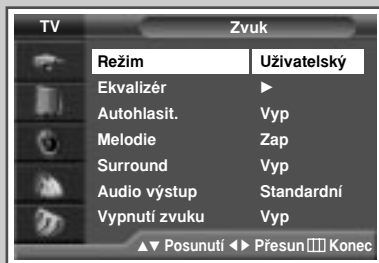 TV Zvuk
Režim Uživatelský
Ekvalizér ►
Autohlasit. Vyp
Melodie Zap
Surround Vyp
Audio výstup Standardní
Vypnutí zvuku Vyp
▲▼ Posunutí ◄► Přesun Konec